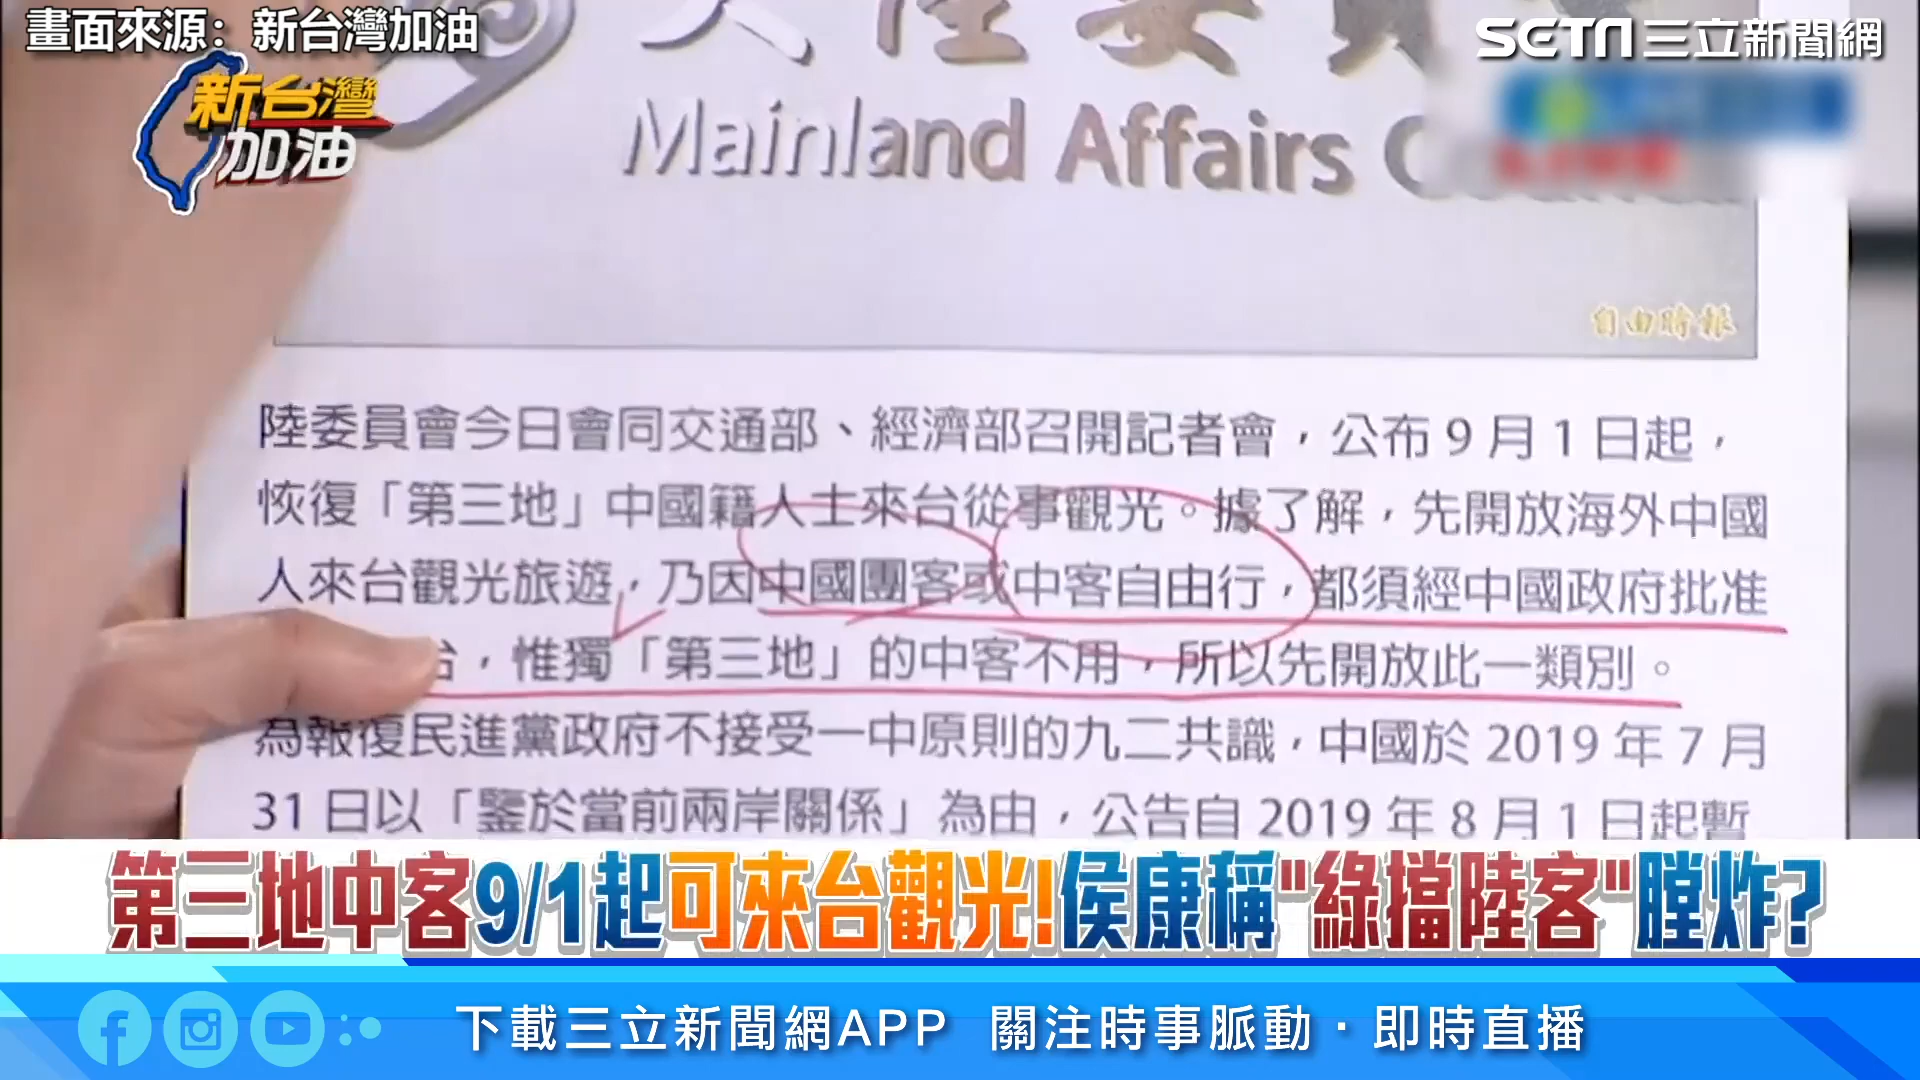 畫面來源：新台灣加油
SETN三立新聞網
新台灣
加油
大陸委員
Mainland Affairs
自由時報
陸委員會今日會同交通部、經濟部召開記者會，公布9月1日起，
恢復「第三地」中國籍人士來台從事觀光。據了解，先開放海外中國
人來台觀光旅遊，乃因中國團客或中客自由行，都須經中國政府批准
台，惟獨「第三地」的中客不用，所以先開放此一類別。
為報復民進黨政府不接受一中原則的九二共識，中國於2019年7月
31日以「鑒於當前兩岸關係」為由，公告自2019年8月1日起暫
第三地中客9/1起可來台觀光!侯康稱"綠擋陸客"膛炸?
下載三立新聞網APP 關注時事脈動・即時直播